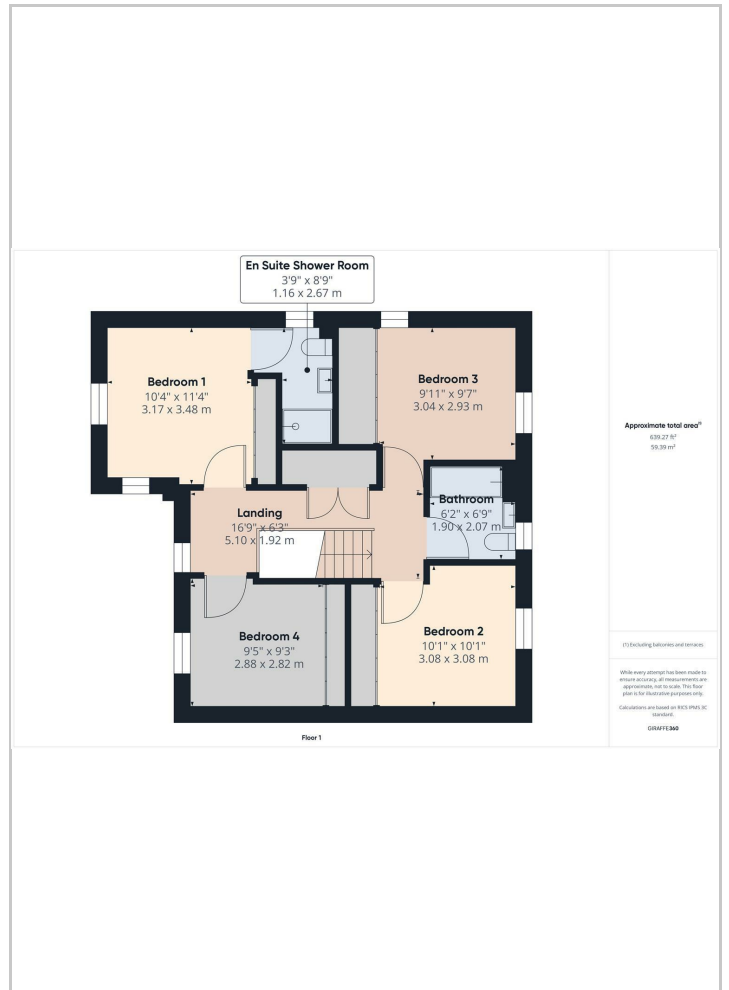 En Suite Shower Room
3'9" x 8'9"
1.16 x 2.67 m
Bedroom 1
10'4" x 11'4"
3.17 x 3.48 m
Bedroom 3
9'11" x 9'7"
3.04 x 2.93 m
Landing
16'9" x 6'3"
5.10 x 1.92 m
Bathroom
6'2" x 6'9"
1.90 x 2.07 m
Bedroom 4
9'5" x 9'3"
2.88 x 2.82 m
Bedroom 2
10'1" x 10'1"
3.08 x 3.08 m
Floor 1
Approximate total area⁽¹⁾
639.27 ft²
59.39 m²
(1) Excluding balconies and terraces
While every attempt has been made to
ensure accuracy, all measurements are
approximate, not to scale. This floor
plan is for illustrative purposes only.
Calculations are based on RICS IPMS 3C
standard.
GIRAFFE360